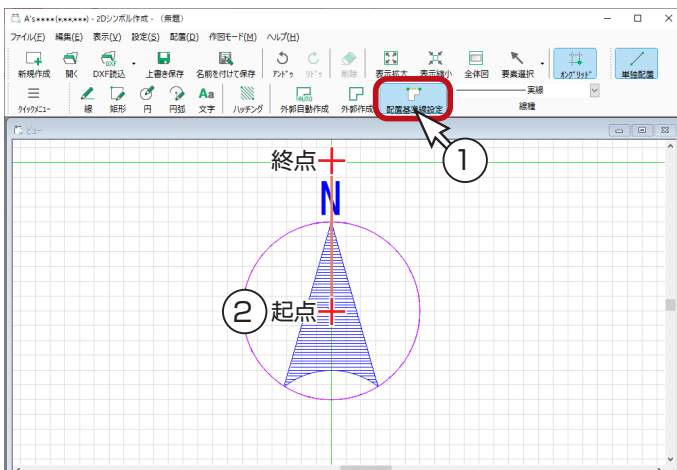 A's****(*,**,***) - 2Dシンボル作成 - （無題）
ファイル(F) 編集(E) 表示(V) 設定(S) 配置(D) 作図モード(M) ヘルプ(H)
新規作成 開く DXF読込 上書き保存 名前を付けて保存 アンドゥ リドゥ 削除 表示拡大 表示縮小 全体図 要素選択 オングリッド 単独配置
クイックメニュー 線 矩形 円 円弧 文字 ハッチング 外郭自動作成 外郭作成 配置基準線設定 実線
線種
ビュー
①
終点
N
② 起点